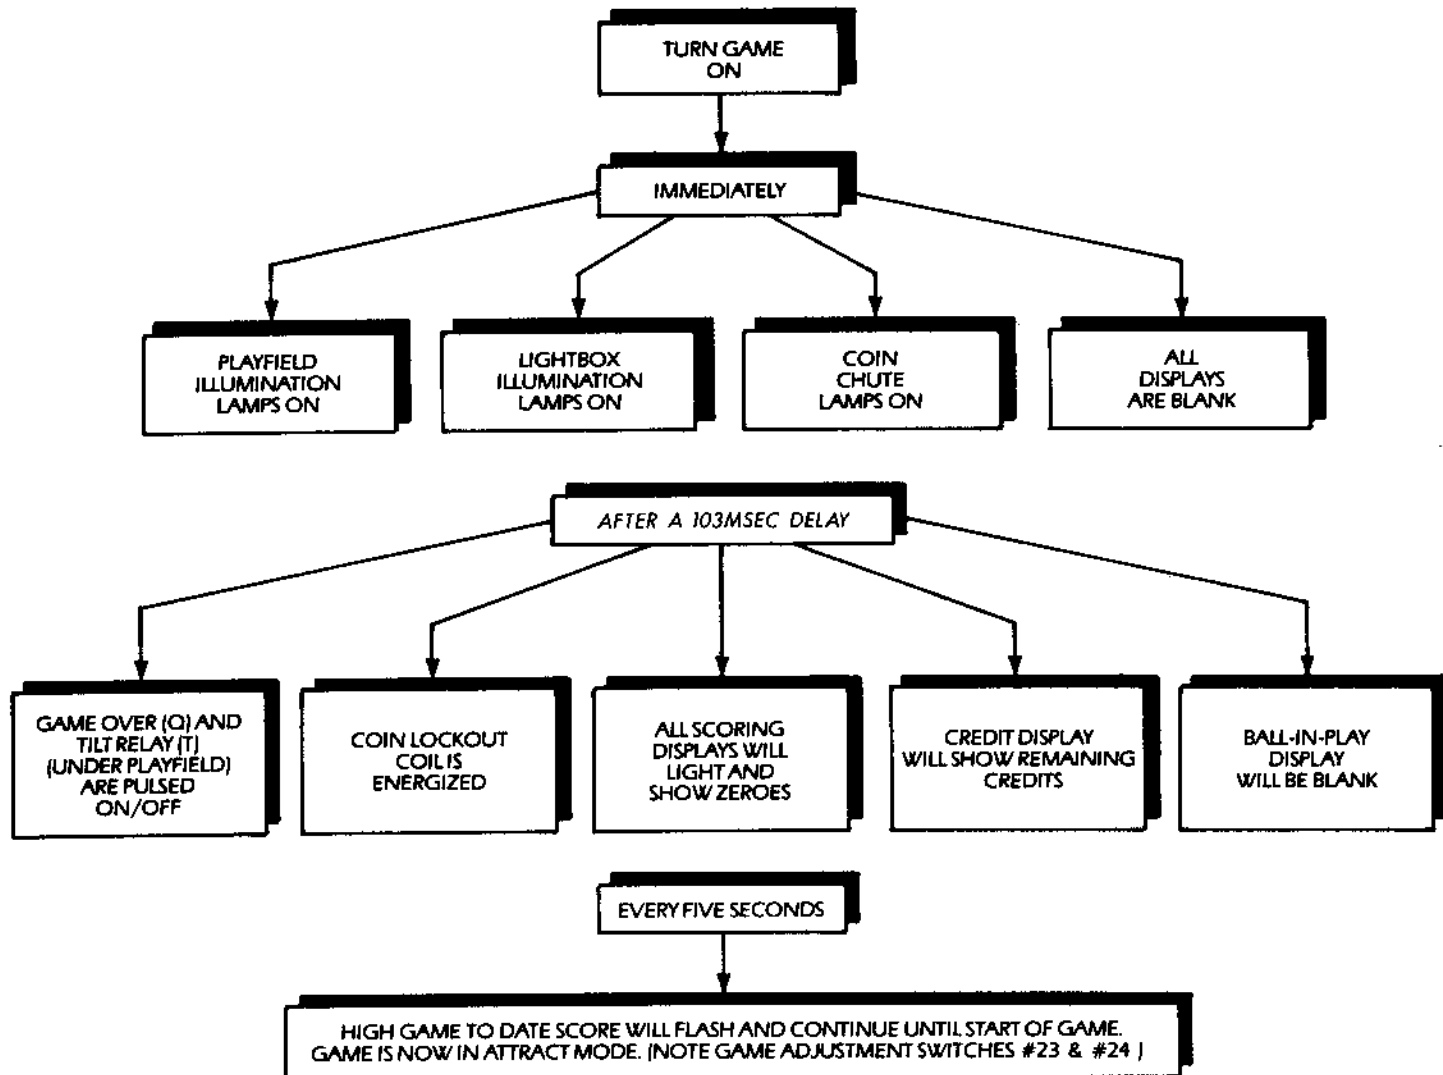 TURN GAME
ON
IMMEDIATELY
PLAYFIELD
ILLUMINATION
LAMPS ON
LIGHTBOX
ILLUMINATION
LAMPS ON
COIN
CHUTE
LAMPS ON
ALL
DISPLAYS
ARE BLANK
AFTER A 103MSEC DELAY
GAME OVER (Q) AND
TILT RELAY (T)
(UNDER PLAYFIELD)
ARE PULSED
ON/OFF
COIN LOCKOUT
COIL IS
ENERGIZED
ALL SCORING
DISPLAYS WILL
LIGHT AND
SHOW ZEROES
CREDIT DISPLAY
WILL SHOW REMAINING
CREDITS
BALL-IN-PLAY
DISPLAY
WILL BE BLANK
EVERY FIVE SECONDS
HIGH GAME TO DATE SCORE WILL FLASH AND CONTINUE UNTIL START OF GAME.
GAME IS NOW IN ATTRACT MODE. (NOTE GAME ADJUSTMENT SWITCHES #23 & #24 )